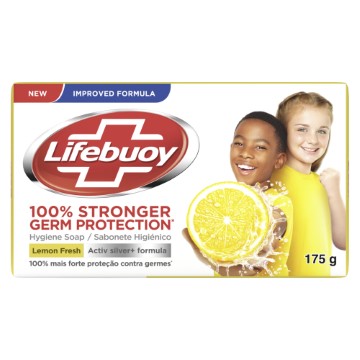 NEW IMPROVED FORMULA
Lifebuoy
100% STRONGER
GERM PROTECTION*
Hygiene Soap / Sabonete Higiénico
Lemon Fresh Activ silver+ formula
100% mais forte proteção contra germes*
175 g